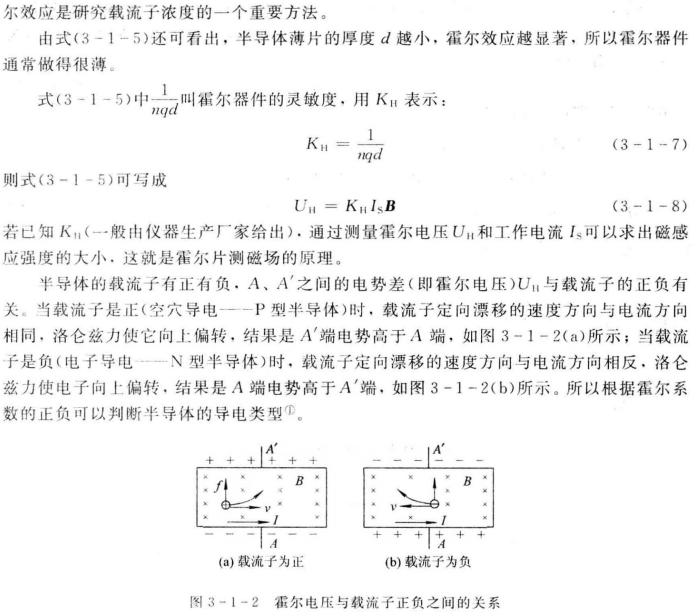 尔效应是研究载流子浓度的一个重要方法。
由式(3-1-5)还可看出，半导体薄片的厚度 d 越小，霍尔效应越显著，所以霍尔器件
通常做得很薄。
式(3-1-5)中 1/nqd 叫霍尔器件的灵敏度，用 K_H 表示：
K_H = 1/nqd (3-1-7)
则式(3-1-5)可写成
U_H = K_H I_S B (3-1-8)
若已知 K_H(一般由仪器生产厂家给出)，通过测量霍尔电压 U_H 和工作电流 I_S 可以求出磁感
应强度的大小，这就是霍尔片测磁场的原理。
半导体的载流子有正有负，A、A′之间的电势差(即霍尔电压)U_H 与载流子的正负有
关。当载流子是正(空穴导电——P 型半导体)时，载流子定向漂移的速度方向与电流方向
相同，洛仑兹力使它向上偏转，结果是 A′端电势高于 A 端，如图 3-1-2(a)所示；当载流
子是负(电子导电——N 型半导体)时，载流子定向漂移的速度方向与电流方向相反，洛仑
兹力使电子向上偏转，结果是 A 端电势高于 A′端，如图 3-1-2(b)所示。所以根据霍尔系
数的正负可以判断半导体的导电类型①。
A′
+ + + + + +
f
B
v
I
- - - - - -
A
(a) 载流子为正
A′
- - - - - -
B
v
I
+ + + + + +
A
(b) 载流子为负
图 3-1-2 霍尔电压与载流子正负之间的关系